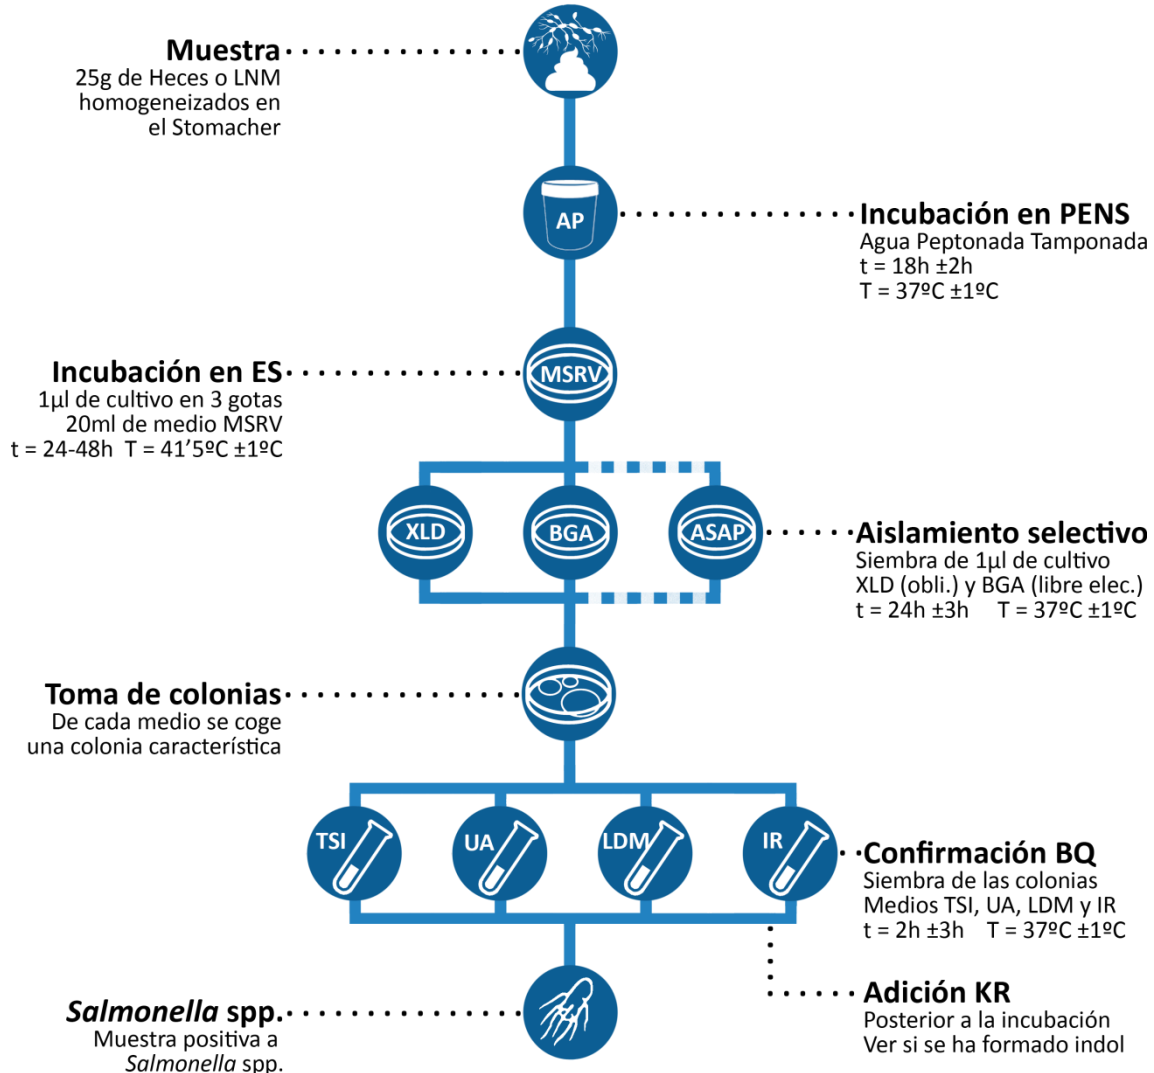 Muestra
25g de Heces o LNM
homogeneizados en
el Stomacher
AP
Incubación en PENS
Agua Peptonada Tamponada
t = 18h ±2h
T = 37ºC ±1ºC
Incubación en ES
1µl de cultivo en 3 gotas
20ml de medio MSRV
t = 24-48h T = 41'5ºC ±1ºC
MSRV
XLD
BGA
ASAP
Aislamiento selectivo
Siembra de 1µl de cultivo
XLD (obli.) y BGA (libre elec.)
t = 24h ±3h T = 37ºC ±1ºC
Toma de colonias
De cada medio se coge
una colonia característica
TSI
UA
LDM
IR
Confirmación BQ
Siembra de las colonias
Medios TSI, UA, LDM y IR
t = 2h ±3h T = 37ºC ±1ºC
Adición KR
Posterior a la incubación
Ver si se ha formado indol
Salmonella spp.
Muestra positiva a
Salmonella spp.